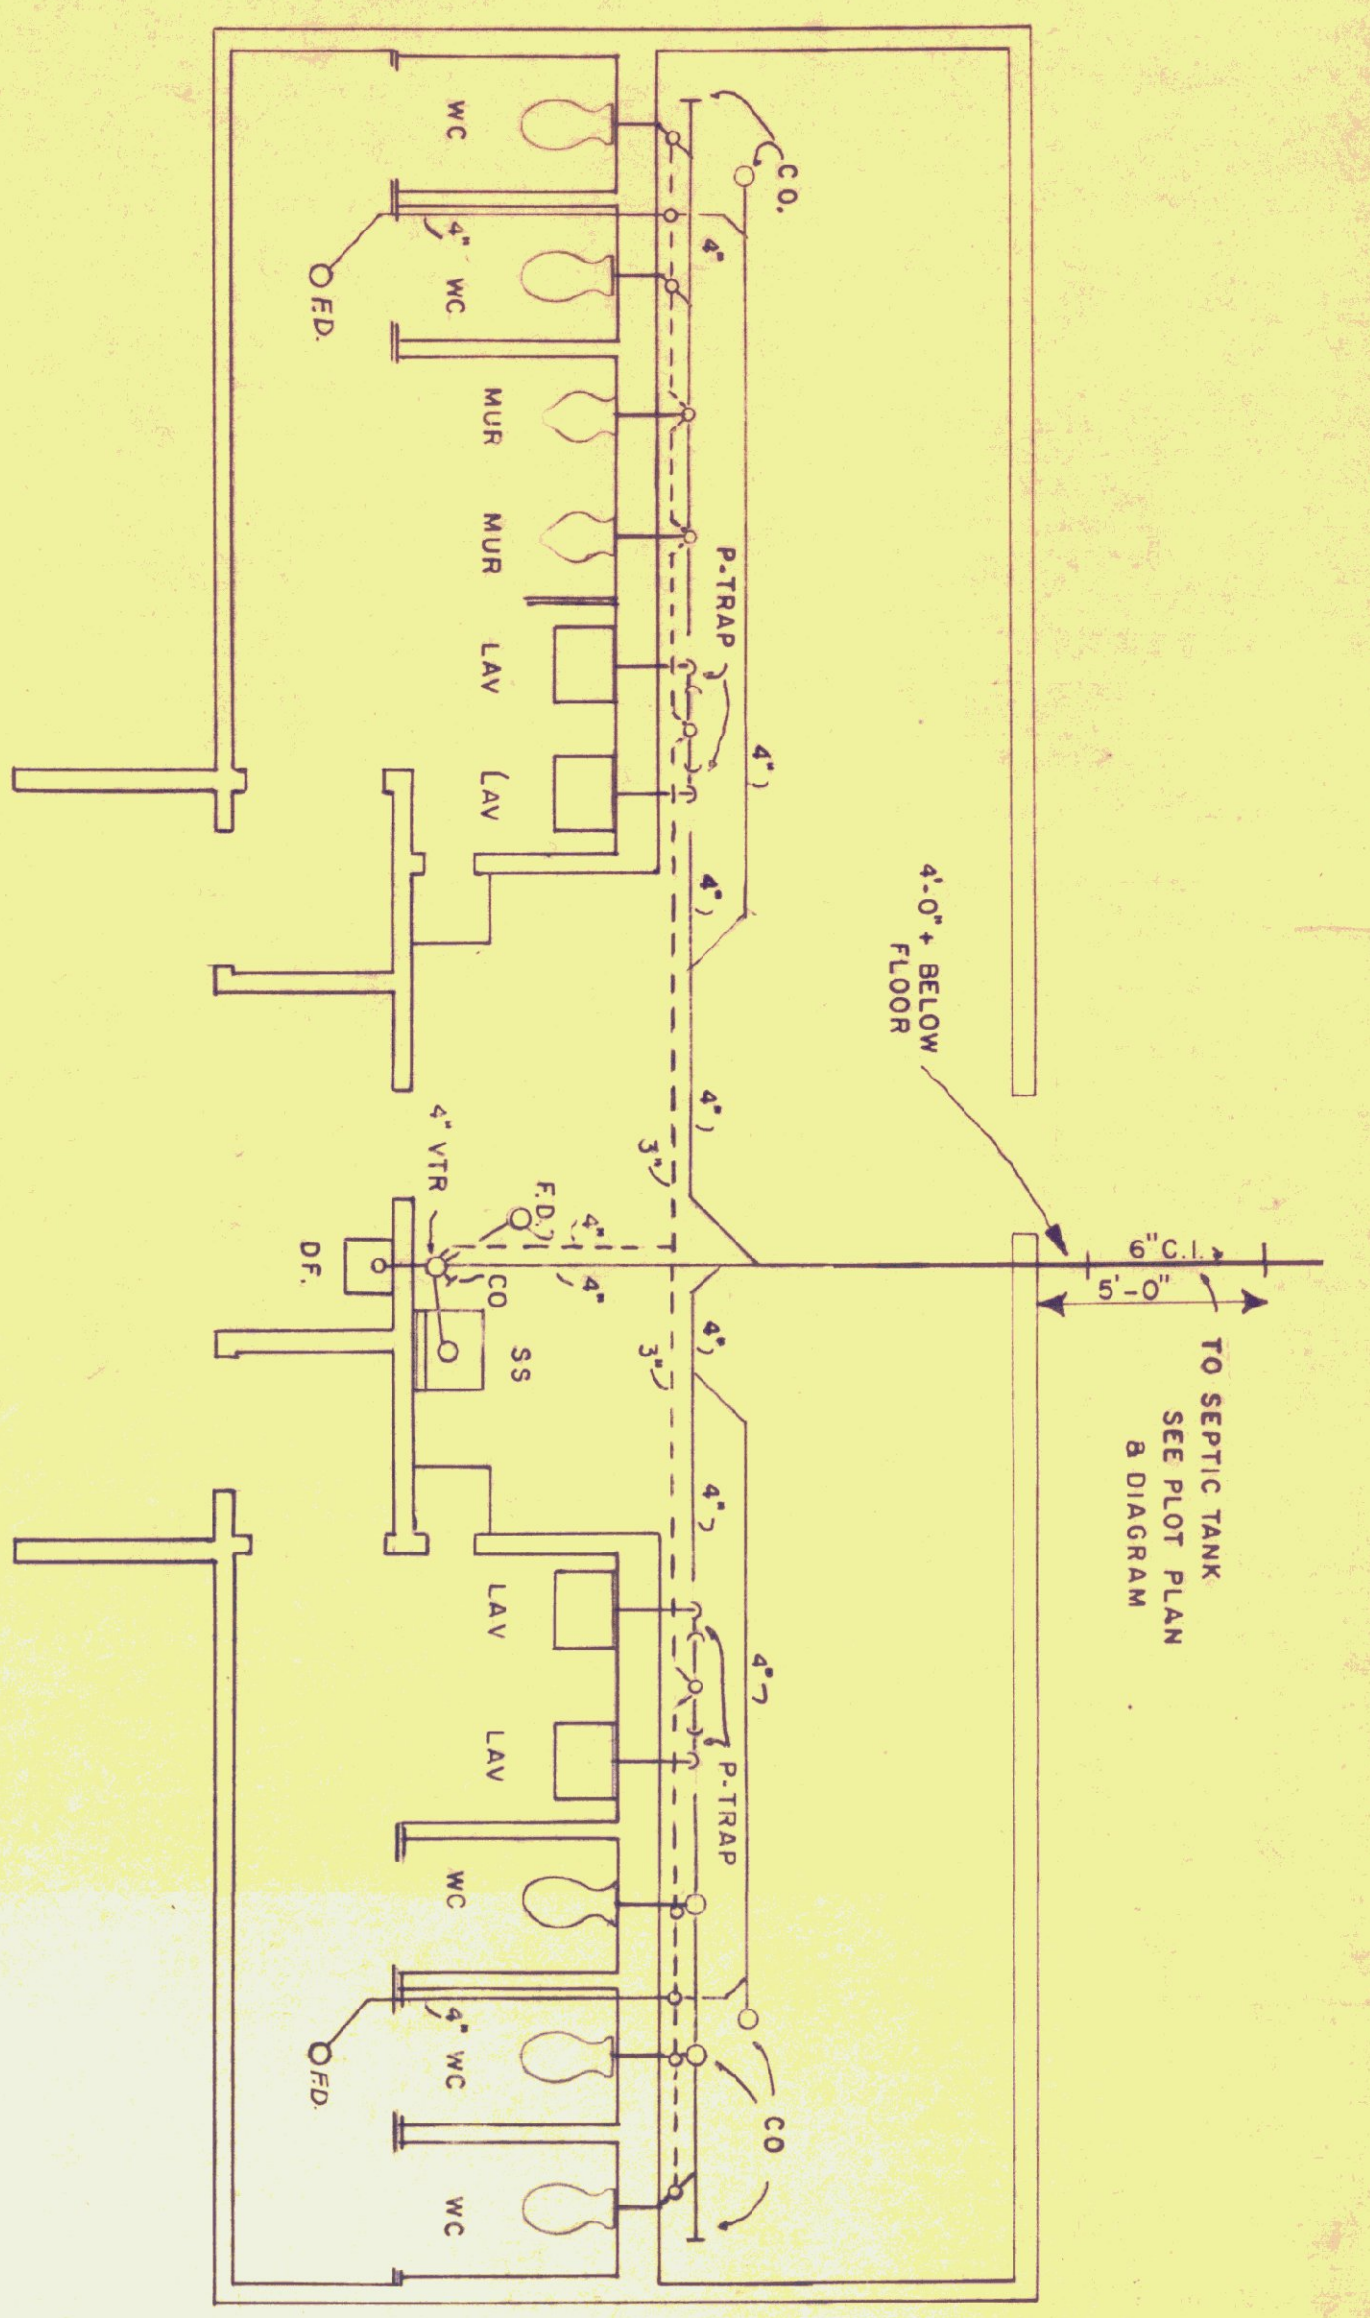 TO SEPTIC TANK
SEE PLOT PLAN
& DIAGRAM
6" C.I.
5'-0"
4'-0"± BELOW
FLOOR
CO.
4"
4"
P-TRAP
4"
4"
4"
4"
4"
4"
P-TRAP
CO
3"
3"
WC
4"
WC
F.D.
MUR
MUR
LAV
LAV
4" VTR
F.D.
4"
4"
CO
D.F.
SS
LAV
LAV
WC
4"
WC
F.D.
WC